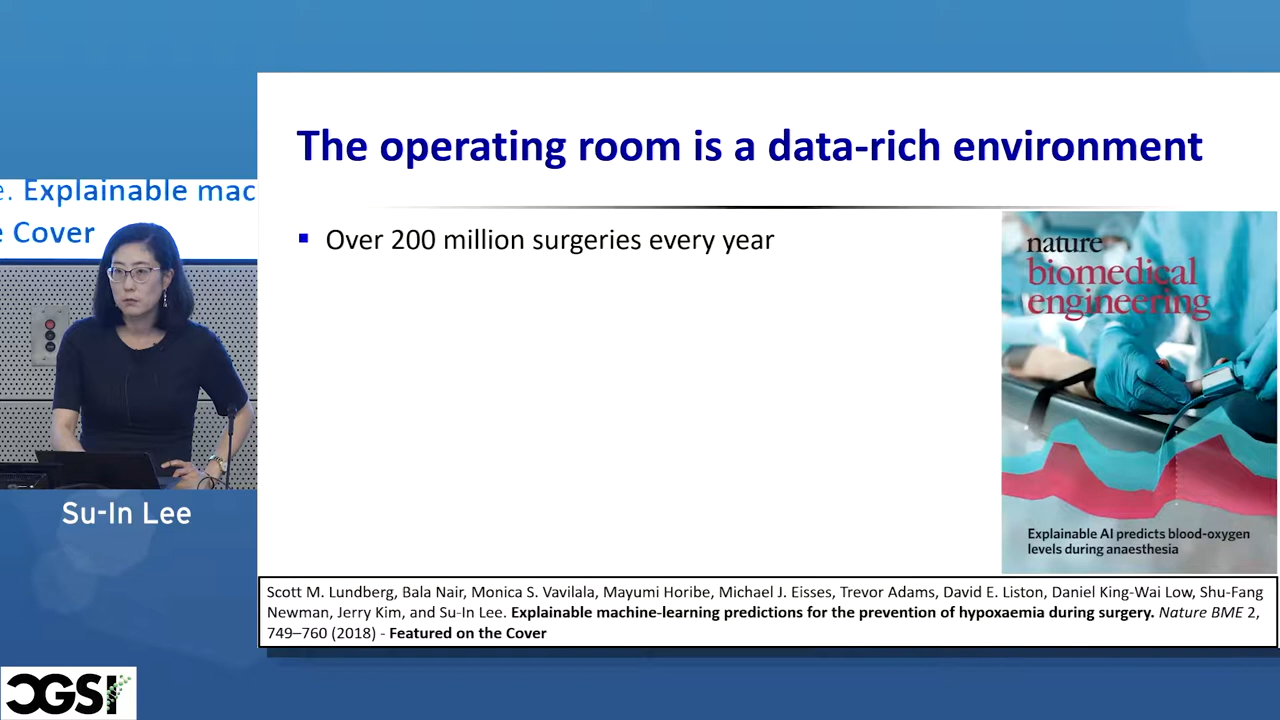 The operating room is a data-rich environment
e. Explainable mac
e Cover
▪ Over 200 million surgeries every year
nature
biomedical
engineering
Explainable AI predicts blood-oxygen
levels during anaesthesia
Su-In Lee
Scott M. Lundberg, Bala Nair, Monica S. Vavilala, Mayumi Horibe, Michael J. Eisses, Trevor Adams, David E. Liston, Daniel King-Wai Low, Shu-Fang
Newman, Jerry Kim, and Su-In Lee. Explainable machine-learning predictions for the prevention of hypoxaemia during surgery. Nature BME 2,
749–760 (2018) - Featured on the Cover
CGSI